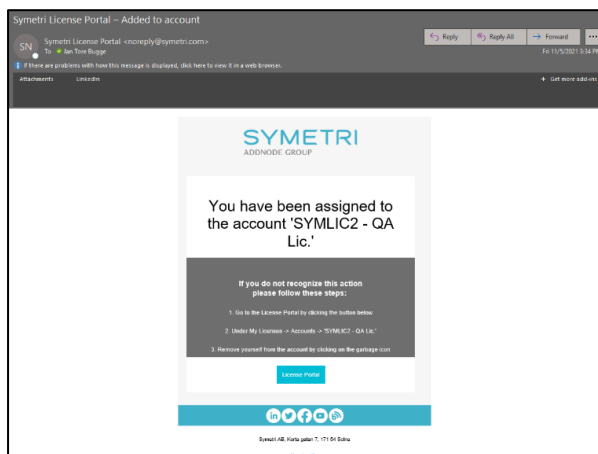 Symetri License Portal – Added to account
Reply
Reply All
Forward
SN
Symetri License Portal <noreply@symetri.com>
To Jan Tore Bugge
Fri 11/5/2021 3:34 PM
If there are problems with how this message is displayed, click here to view it in a web browser.
Attachments LinkedIn
+ Get more add-ins
SYMETRI
ADDNODE GROUP
You have been assigned to
the account 'SYMLIC2 - QA
Lic.'
If you do not recognize this action
please follow these steps:
1. Go to the License Portal by clicking the button below
2. Under My Licenses -> Accounts -> 'SYMLIC2 - QA Lic.'
3. Remove yourself from the account by clicking on the garbage icon
License Portal
in
Symetri AB, gatan 7, 171 54 Solna